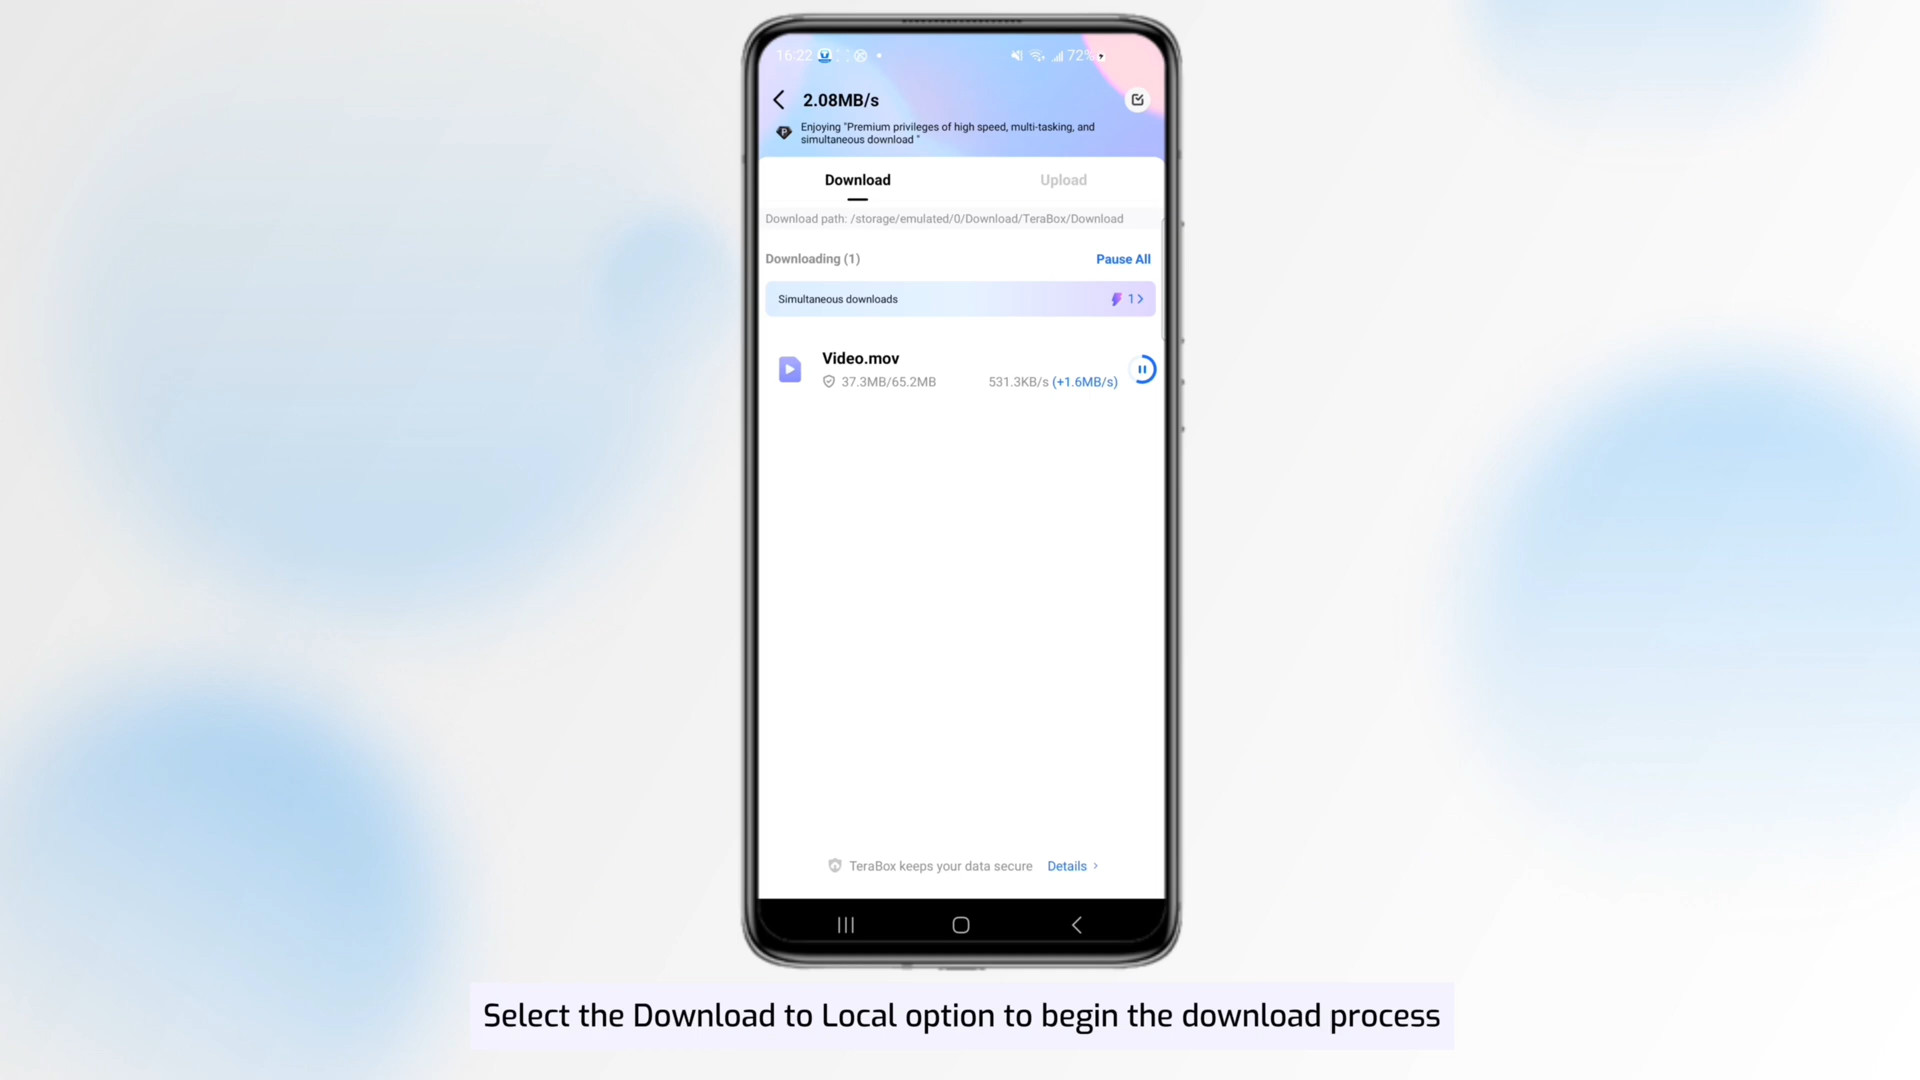 16:22
72%
2.08MB/s
Enjoying "Premium privileges of high speed, multi-tasking, and
simultaneous download "
Download
Upload
Download path: /storage/emulated/0/Download/TeraBox/Download
Downloading (1)
Pause All
Simultaneous downloads
1
Video.mov
37.3MB/65.2MB
531.3KB/s (+1.6MB/s)
TeraBox keeps your data secure
Details
Select the Download to Local option to begin the download process